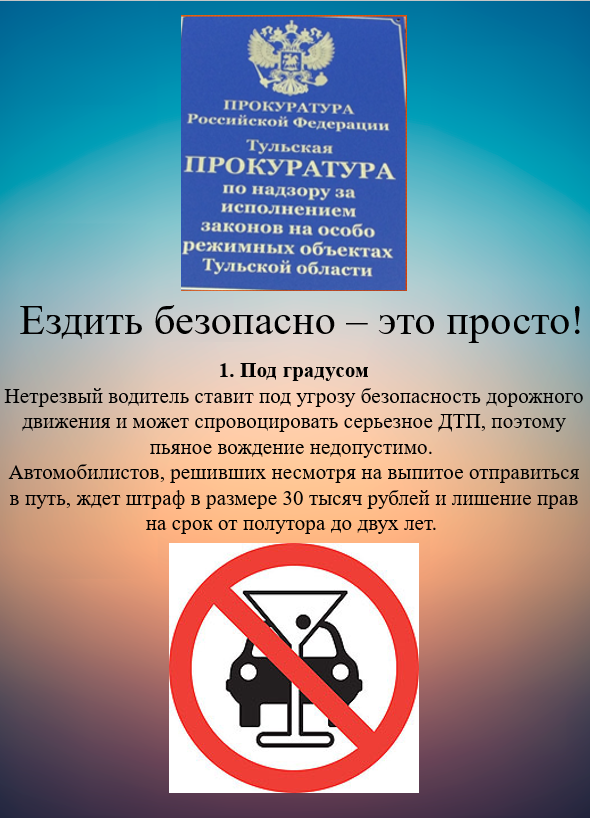 ПРОКУРАТУРА
Российской Федерации
Тульская
ПРОКУРАТУРА
по надзору за
исполнением
законов на особо
режимных объектах
Тульской области
Ездить безопасно – это просто!
1. Под градусом
Нетрезвый водитель ставит под угрозу безопасность дорожного
движения и может спровоцировать серьезное ДТП, поэтому
пьяное вождение недопустимо.
Автомобилистов, решивших несмотря на выпитое отправиться
в путь, ждет штраф в размере 30 тысяч рублей и лишение прав
на срок от полутора до двух лет.